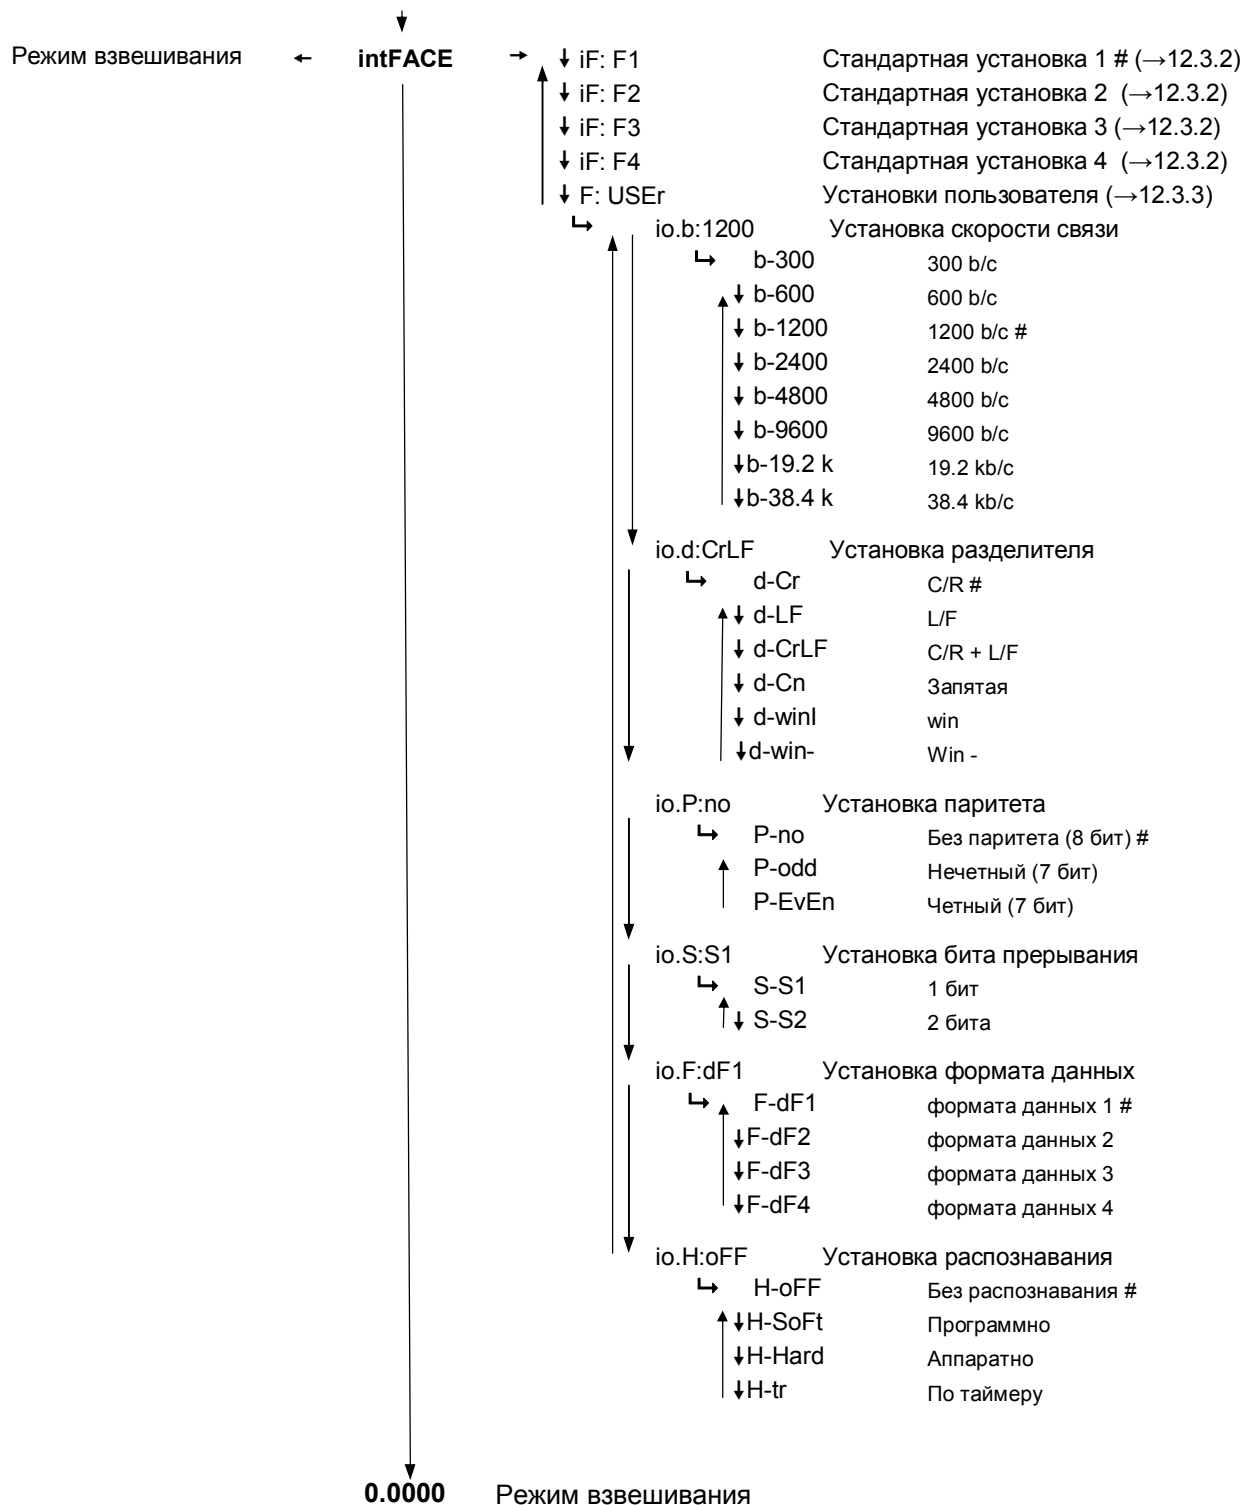 Режим взвешивания ← intFACE → ↓ iF: F1 Стандартная установка 1 # (→12.3.2)
↓ iF: F2 Стандартная установка 2 (→12.3.2)
↓ iF: F3 Стандартная установка 3 (→12.3.2)
↓ iF: F4 Стандартная установка 4 (→12.3.2)
↓ F: USEr Установки пользователя (→12.3.3)
io.b:1200 Установка скорости связи
b-300 300 b/c
↓ b-600 600 b/c
↓ b-1200 1200 b/c #
↓ b-2400 2400 b/c
↓ b-4800 4800 b/c
↓ b-9600 9600 b/c
↓b-19.2 k 19.2 kb/c
↓b-38.4 k 38.4 kb/c
io.d:CrLF Установка разделителя
d-Cr C/R #
↓ d-LF L/F
↓ d-CrLF C/R + L/F
↓ d-Cn Запятая
↓ d-winI win
↓d-win- Win -
io.P:no Установка паритета
P-no Без паритета (8 бит) #
P-odd Нечетный (7 бит)
P-EvEn Четный (7 бит)
io.S:S1 Установка бита прерывания
S-S1 1 бит
↓ S-S2 2 бита
io.F:dF1 Установка формата данных
F-dF1 формата данных 1 #
↓F-dF2 формата данных 2
↓F-dF3 формата данных 3
↓F-dF4 формата данных 4
io.H:oFF Установка распознавания
H-oFF Без распознавания #
↓H-SoFt Программно
↓H-Hard Аппаратно
↓H-tr По таймеру
0.0000 Режим взвешивания